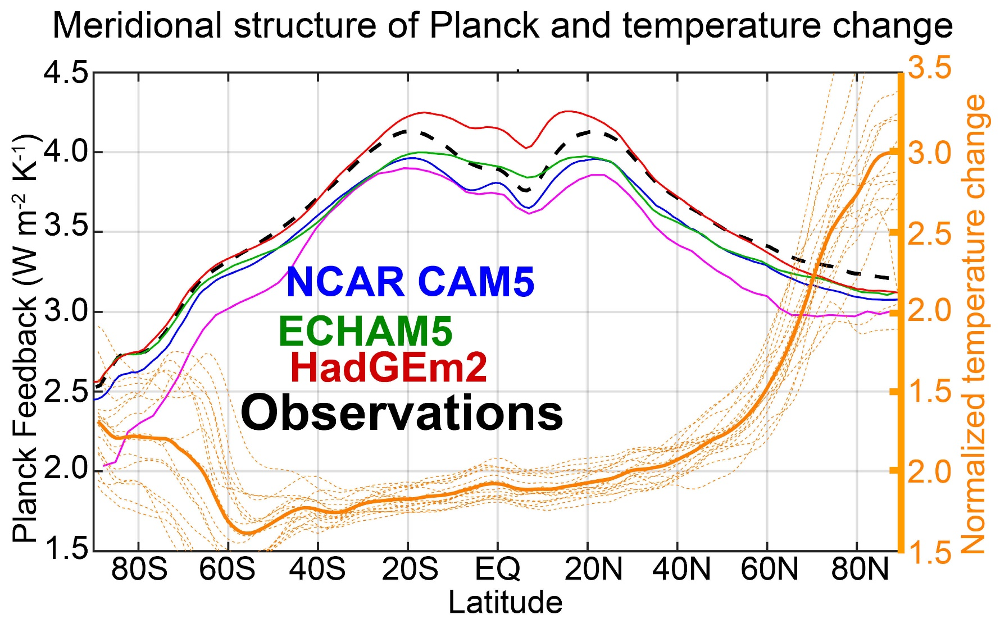 Meridional structure of Planck and temperature change
4.5
4.0
3.5
3.0
2.5
2.0
1.5
Planck Feedback (W m-2 K-1)
3.5
3.0
2.5
2.0
1.5
2.0
1.5
Normalized temperature change
NCAR CAM5
ECHAM5
HadGEm2
Observations
80S 60S 40S 20S EQ 20N 40N 60N 80N
Latitude